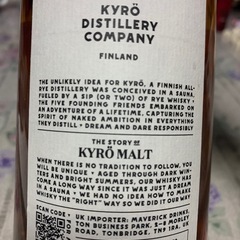 KYRÖ
DISTILLERY
COMPANY
FINLAND
THE UNLIKELY IDEA FOR KYRÖ, A FINNISH ALL-
RYE DISTILLERY WAS CONCEIVED IN A SAUNA,
FUELED BY A SIP (OR TWO) OF RYE WHISKY •
THE FIVE FOUNDING FRIENDS EMBARKED ON
AN ADVENTURE OF A LIFETIME, CAPTURING THE
SPIRIT OF NAKED AMBITION IN EVERYTHING
THEY DISTILL • DREAM AND DARE RESPONSIBLY
THE STORY OF
KYRÖ MALT
WHEN THERE IS NO TRADITION TO FOLLOW, YOU
WILL BE UNIQUE • AGED THROUGH DARK WIN-
TERS AND BRIGHT SUMMERS, OUR WHISKY HAS
COME A LONG WAY SINCE IT WAS JUST A DREAM
IN A SAUNA • WE HAD NO IDEA HOW TO MAKE
WHISKY THE "RIGHT" WAY SO WE DID IT OUR WAY
SCAN CODE
UK IMPORTER: MAVERICK DRINKS,
TON BUSINESS PARK, 5-8 MORLEY
ROAD, TONBRIDGE, TN9 1RA, UK